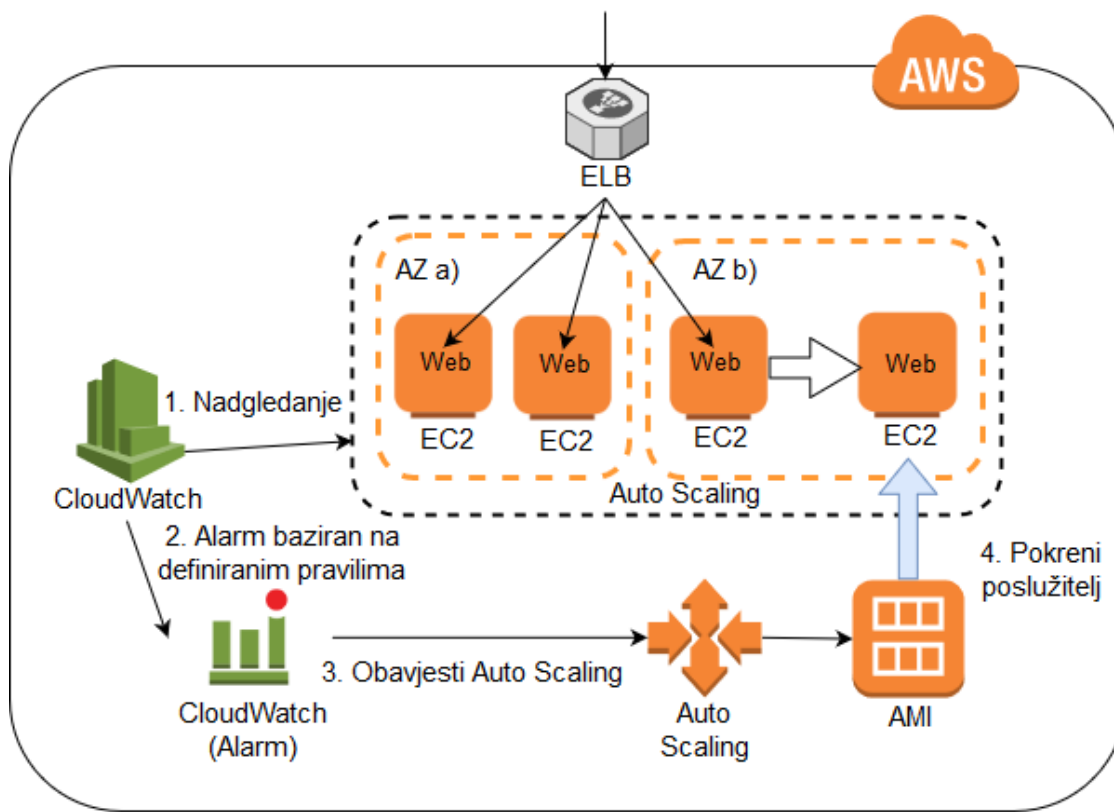 AWS
ELB
AZ a)
AZ b)
Web
Web
Web
Web
EC2
EC2
EC2
EC2
Auto Scaling
1. Nadgledanje
CloudWatch
2. Alarm baziran na
definiranim pravilima
3. Obavjesti Auto Scaling
4. Pokreni
poslužitelj
CloudWatch
(Alarm)
Auto
Scaling
AMI